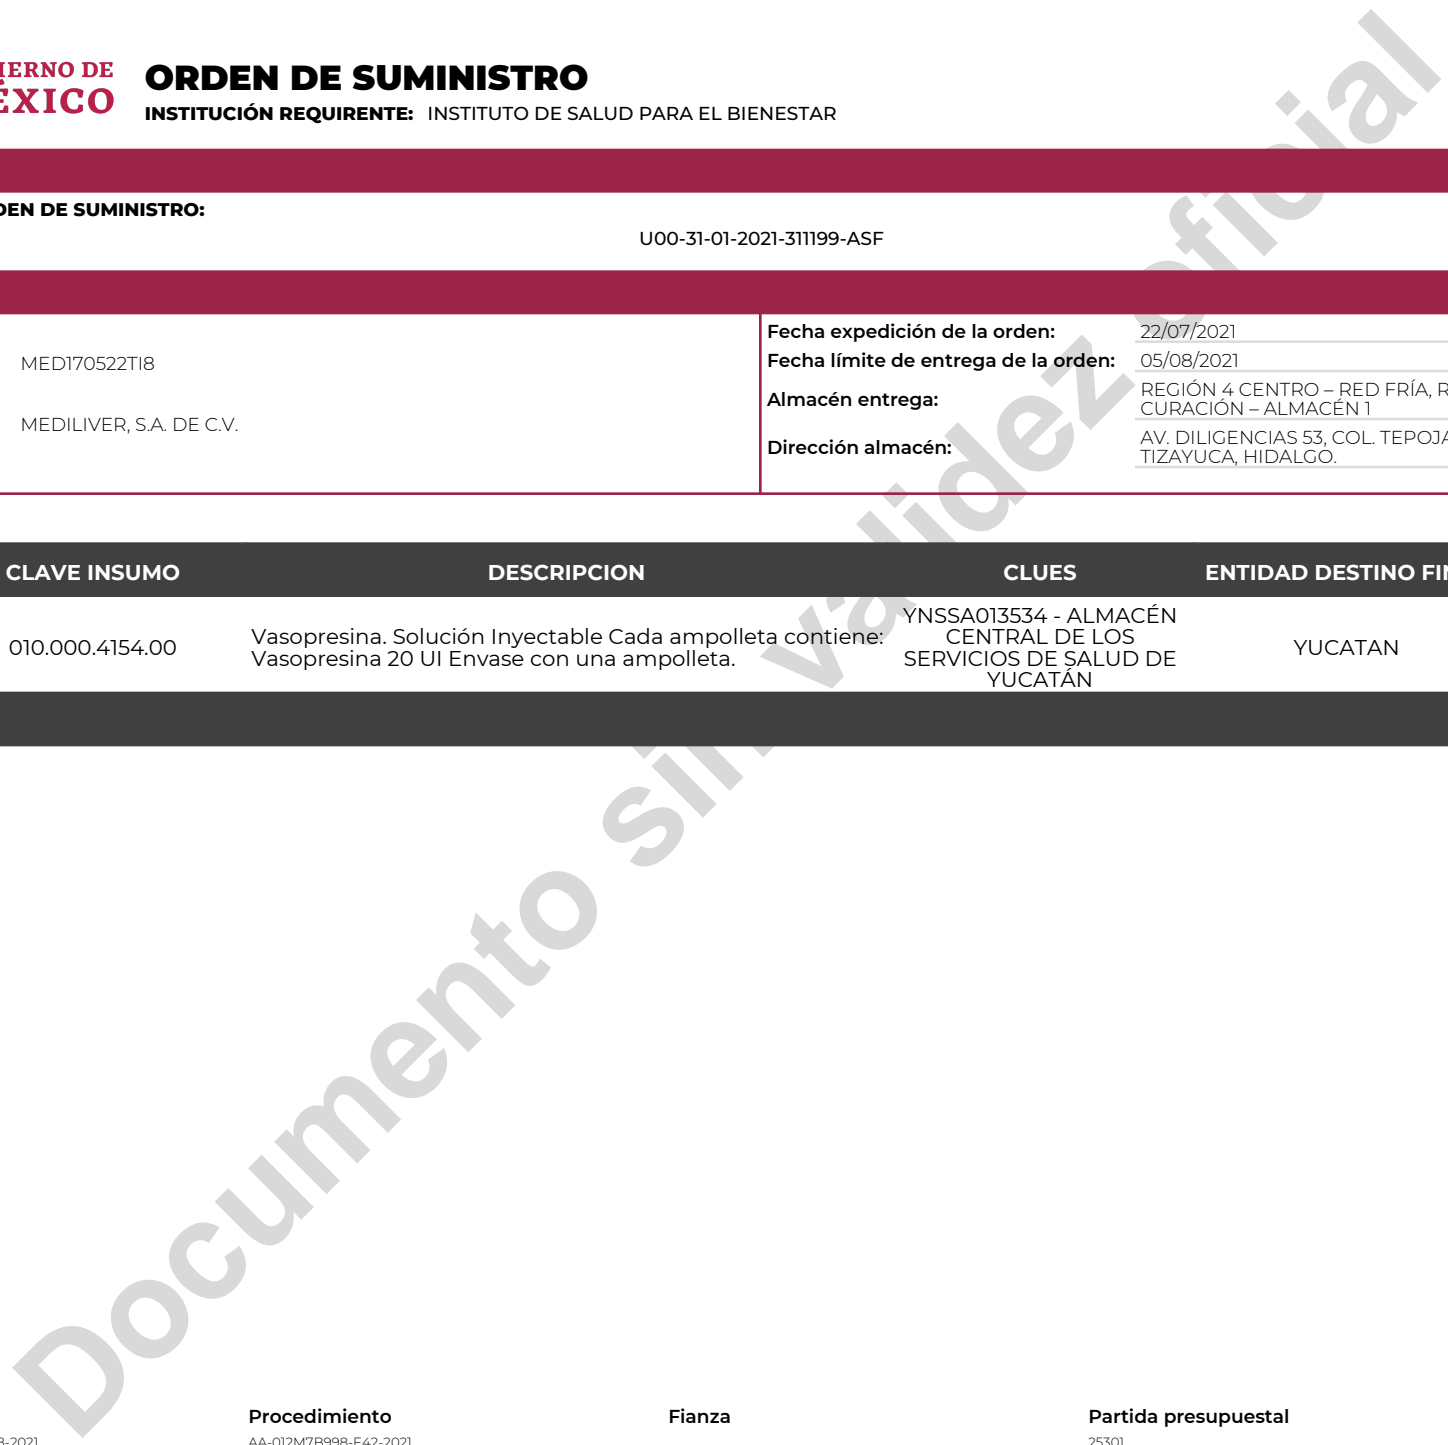 ORDEN DE SUMINISTRO
INSTITUCIÓN REQUIRENTE: INSTITUTO DE SALUD PARA EL BIENESTAR
DE
DE SUMINISTRO:
U00-31-01-2021-311199-ASF
MED170522TI8
MEDILIVER, S.A. DE C.V.
Fecha expedición de la orden: 22/07/2021
Fecha límite de entrega de la orden: 05/08/2021
Almacén entrega: REGIÓN 4 CENTRO – RED FRÍA,
CURACIÓN – ALMACÉN 1
Dirección almacén: AV. DILIGENCIAS 53, COL.
TIZAYUCA, HIDALGO.
CLAVE INSUMO DESCRIPCION CLUES ENTIDAD DESTINO
010.000.4154.00
Vasopresina. Solución Inyectable Cada ampolleta contiene:
Vasopresina 20 UI Envase con una ampolleta.
YNSSA013534 - ALMACÉN
CENTRAL DE LOS
SERVICIOS DE SALUD DE
YUCATÁN
YUCATAN
Documento sin validez oficial
Procedimiento Fianza Partida presupuestal
AA-012M7B998-E42-2021 25301